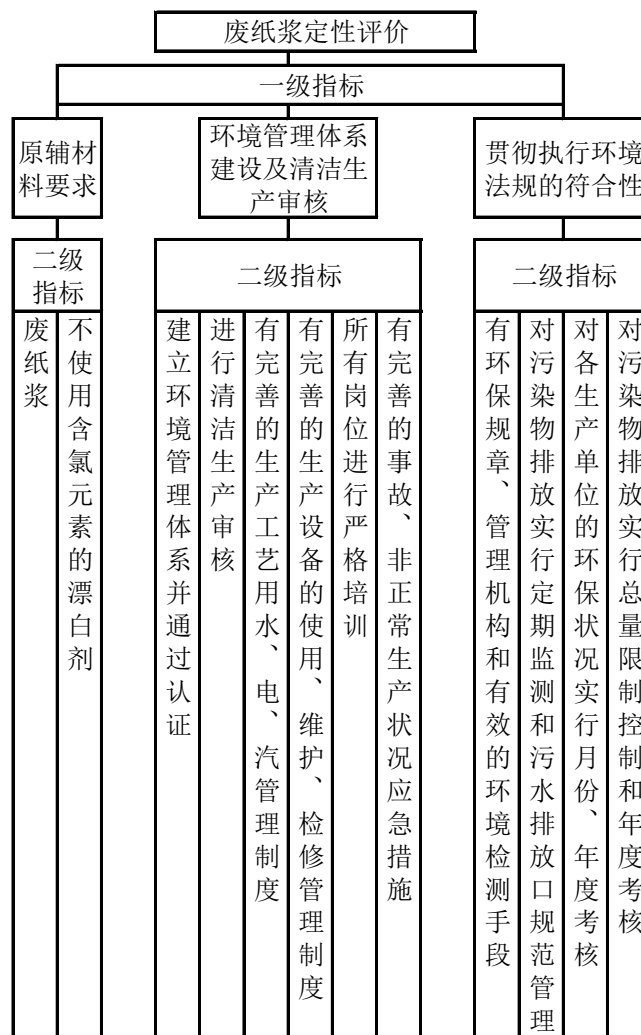 废纸浆定性评价
一级指标
原辅材
料要求
环境管理体系
建设及清洁生
产审核
贯彻执行环境
法规的符合性
二级
指标
二级指标
二级指标
废纸浆
不使用含氯元素的漂白剂
建立环境管理体系并通过认证
进行清洁生产审核
有完善的生产工艺用水、电、汽管理制度
有完善的生产设备的使用、维护、检修管理制度
所有岗位进行严格培训
有完善的事故、非正常生产状况应急措施
有环保规章、管理机构和有效的环境检测手段
对污染物排放实行定期监测和污水排放口规范管理
对各生产单位的环保状况实行月份、年度考核
对污染物排放实行总量限制控制和年度考核